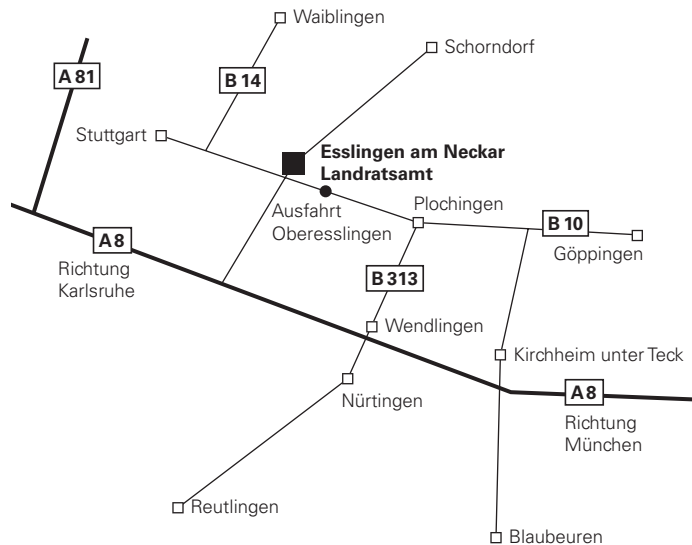 Waiblingen
Schorndorf
A 81
B 14
Stuttgart
Esslingen am Neckar
Landratsamt
Ausfahrt
Oberesslingen
Plochingen
B 10
Göppingen
A 8
Richtung
Karlsruhe
B 313
Wendlingen
Kirchheim unter Teck
Nürtingen
A 8
Richtung
München
Reutlingen
Blaubeuren